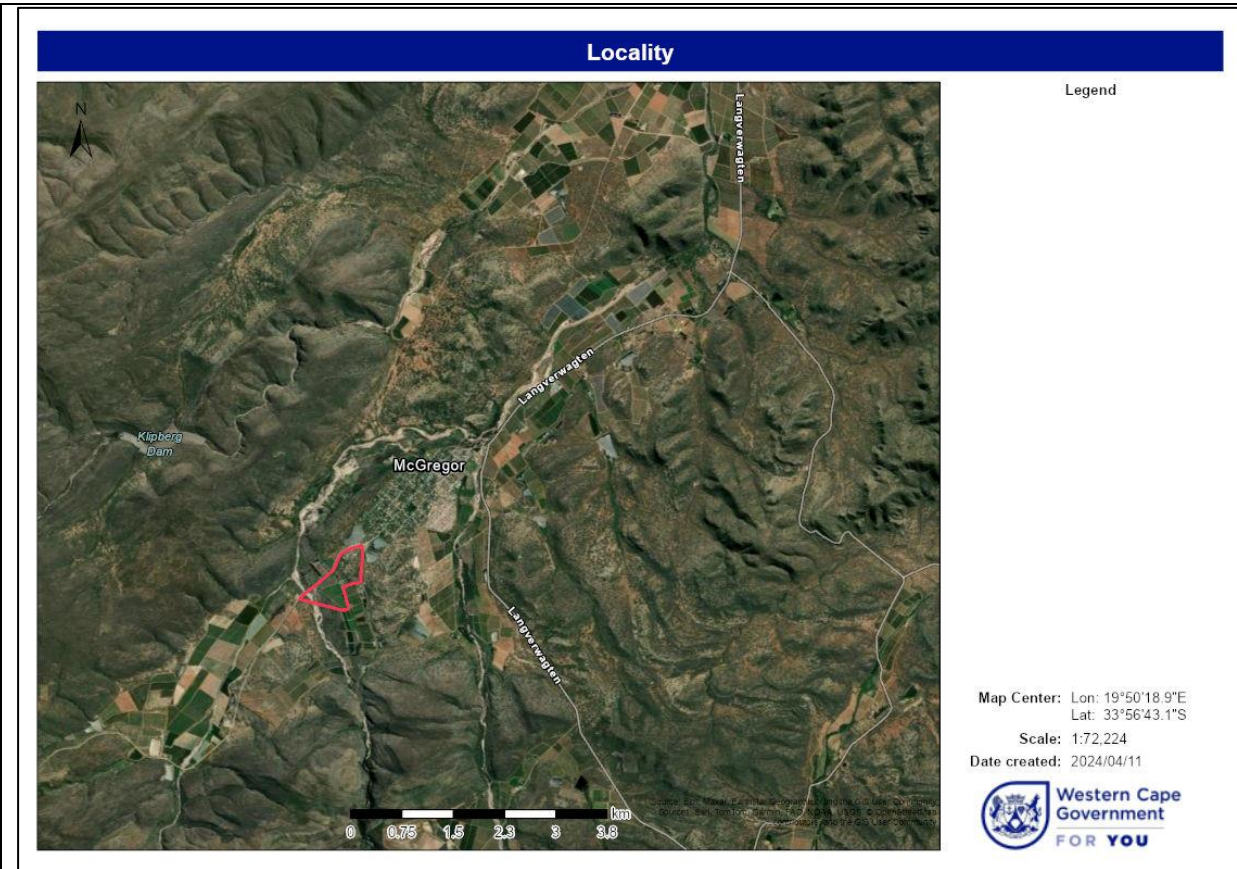 Locality
N
Legend
Langverwagten
Langverwagten
Klipberg
Dam
McGregor
Langverwagten
Map Center: Lon: 19°50'18.9"E
Lat: 33°56'43.1"S
Scale: 1:72,224
Date created: 2024/04/11
km
0 0.75 1.5 2.3 3 3.8
Western Cape
Government
FOR YOU